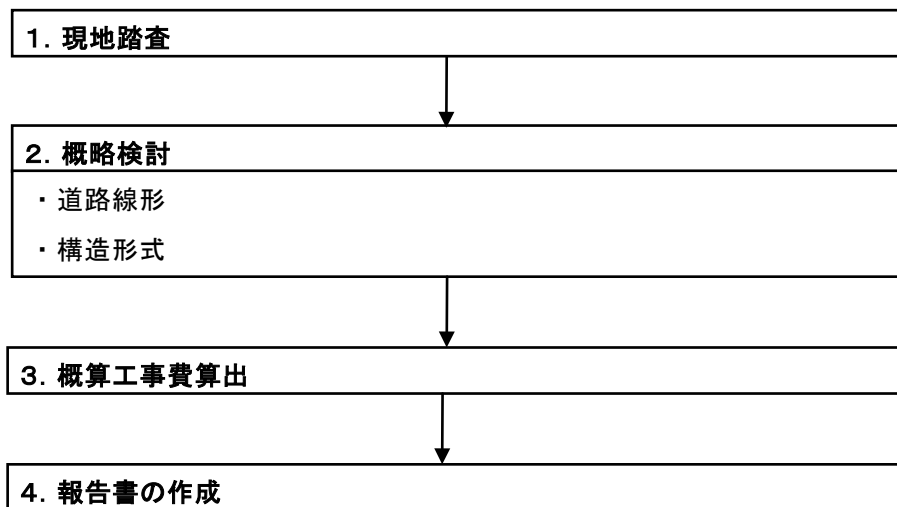 １．現地踏査
２．概略検討
・道路線形
・構造形式
３．概算工事費算出
４．報告書の作成